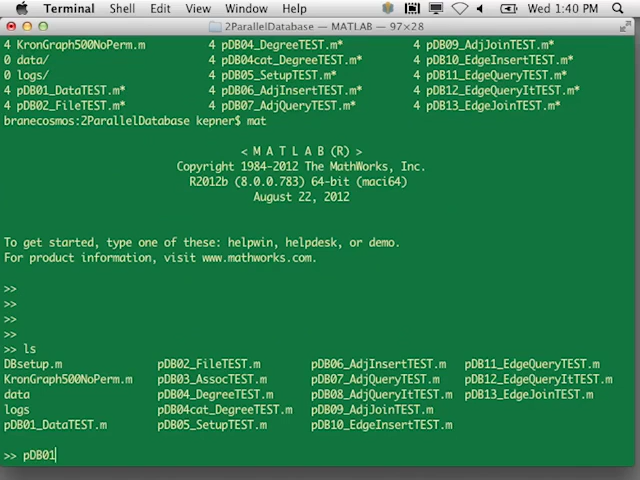 Terminal Shell Edit View Window Help Wed 1:40 PM
2ParallelDatabase — MATLAB — 97×28
4 KronGraph500NoPerm.m 4 pDB04_DegreeTEST.m* 4 pDB09_AdjJoinTEST.m*
0 data/ 4 pDB04cat_DegreeTEST.m* 4 pDB10_EdgeInsertTEST.m*
0 logs/ 4 pDB05_SetupTEST.m* 4 pDB11_EdgeQueryTEST.m*
4 pDB01_DataTEST.m* 4 pDB06_AdjInsertTEST.m* 4 pDB12_EdgeQueryItTEST.m*
4 pDB02_FileTEST.m* 4 pDB07_AdjQueryTEST.m* 4 pDB13_EdgeJoinTEST.m*
branecosmos:2ParallelDatabase kepner$ mat
< M A T L A B (R) >
Copyright 1984-2012 The MathWorks, Inc.
R2012b (8.0.0.783) 64-bit (maci64)
August 22, 2012
To get started, type one of these: helpwin, helpdesk, or demo.
For product information, visit www.mathworks.com.
>>
>>
>>
>>
>> ls
DBsetup.m pDB02_FileTEST.m pDB06_AdjInsertTEST.m pDB11_EdgeQueryTEST.m
KronGraph500NoPerm.m pDB03_AssocTEST.m pDB07_AdjQueryTEST.m pDB12_EdgeQueryItTEST.m
data pDB04_DegreeTEST.m pDB08_AdjQueryItTEST.m pDB13_EdgeJoinTEST.m
logs pDB04cat_DegreeTEST.m pDB09_AdjJoinTEST.m
pDB01_DataTEST.m pDB05_SetupTEST.m pDB10_EdgeInsertTEST.m
>> pDB01